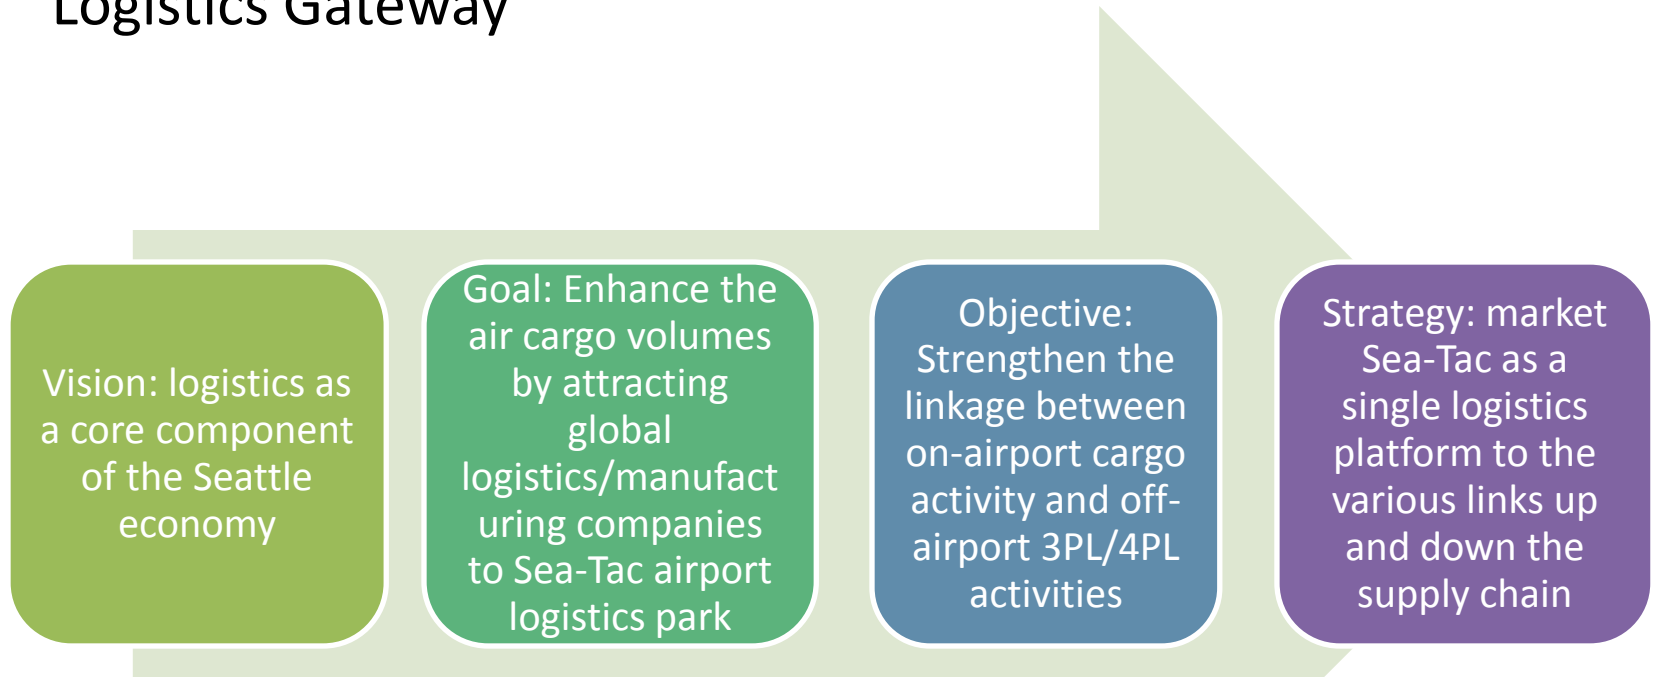 Logistics Gateway
Vision: logistics as
a core component
of the Seattle
economy
Goal: Enhance the
air cargo volumes
by attracting
global
logistics/manufact
uring companies
to Sea-Tac airport
logistics park
Objective:
Strengthen the
linkage between
on-airport cargo
activity and off-
airport 3PL/4PL
activities
Strategy: market
Sea-Tac as a
single logistics
platform to the
various links up
and down the
supply chain